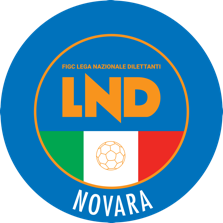 FIGC LEGA NAZIONALE DILETTANTI
LND
NOVARA